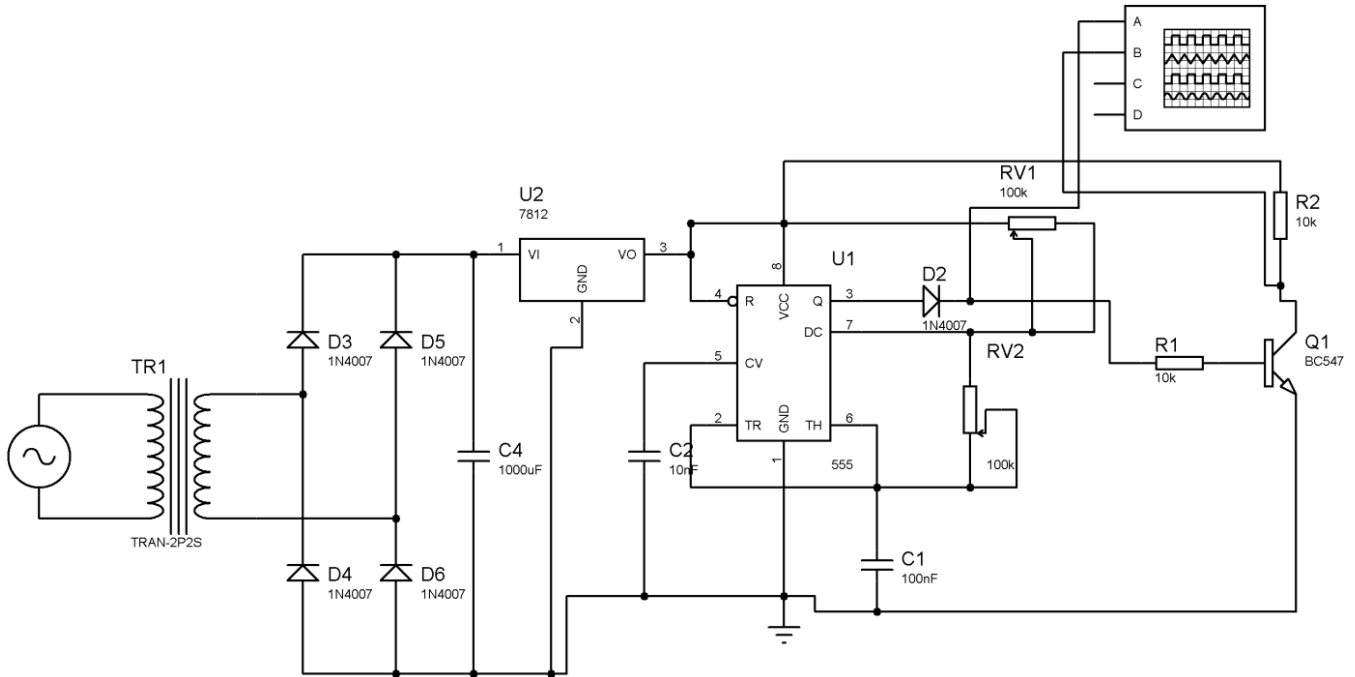 A
B
C
D
RV1
100k
R2
10k
U2
7812
1
VI
VO
3
GND
2
U1
8
VCC
4
R
Q
3
D2
1N4007
DC
7
5
CV
RV2
100k
2
TR
GND
TH
6
1
555
R1
10k
Q1
BC547
D3
1N4007
D5
1N4007
TR1
TRAN-2P2S
C4
1000uF
C2
10nF
D4
1N4007
D6
1N4007
C1
100nF